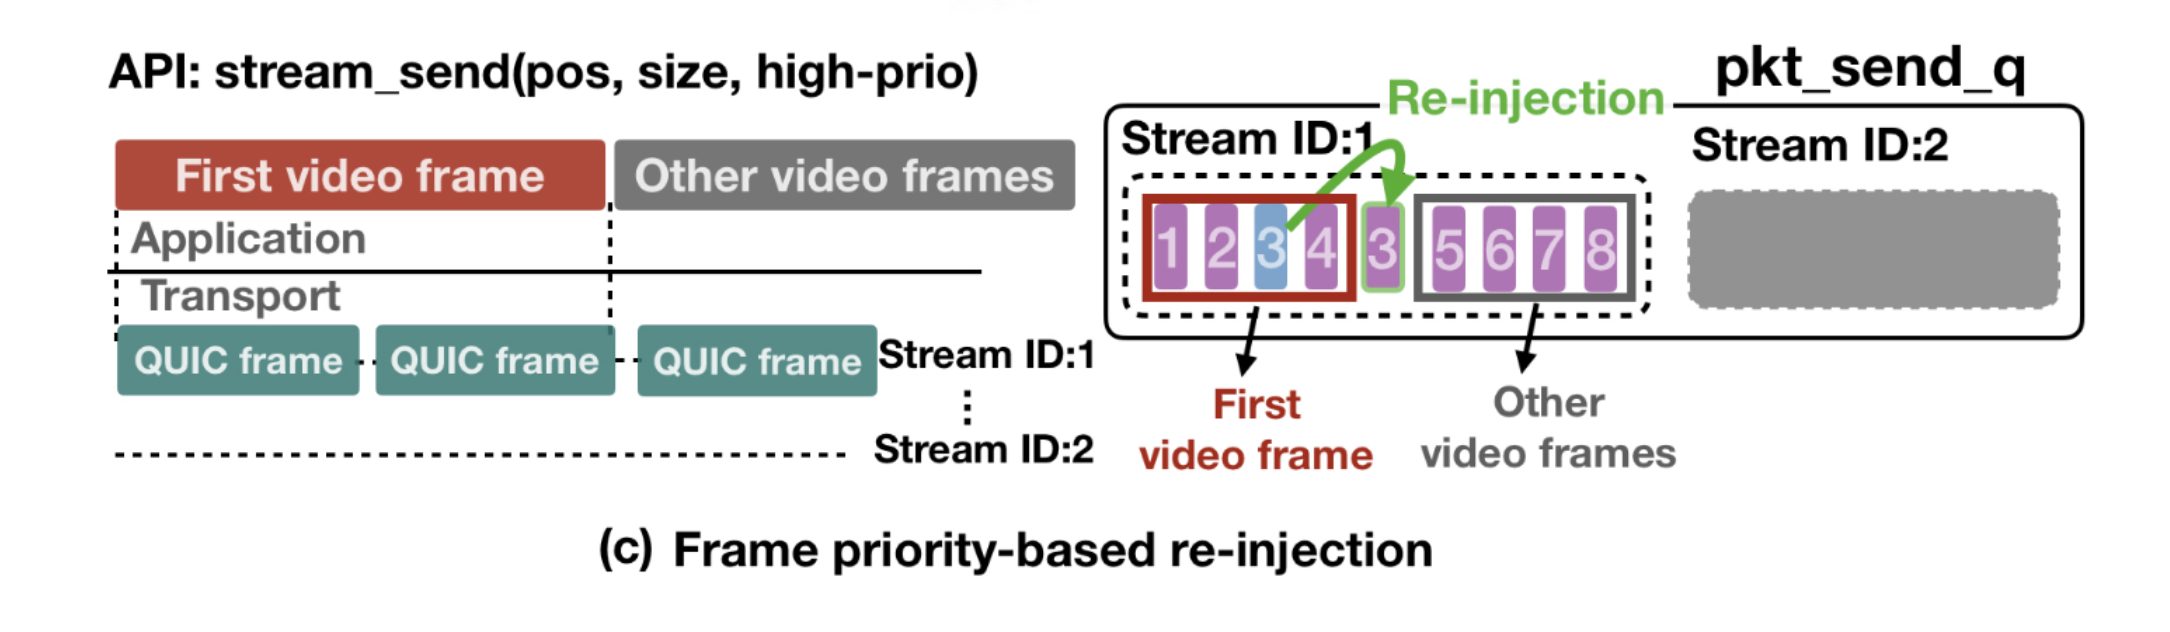 API: stream_send(pos, size, high-prio)
First video frame
Other video frames
Application
Transport
QUIC frame
QUIC frame
QUIC frame
Stream ID:1
Stream ID:2
pkt_send_q
Re-injection
Stream ID:1
Stream ID:2
1 2 3 4 3 5 6 7 8
First
video frame
Other
video frames
(c) Frame priority-based re-injection